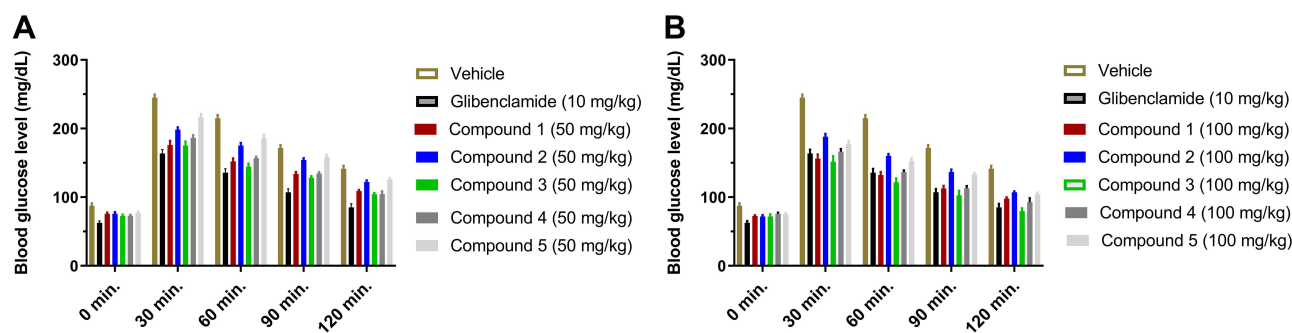 A
Blood glucose level (mg/dL)
300
200
100
0
0 min.
30 min.
60 min.
90 min.
120 min.
Vehicle
Glibenclamide (10 mg/kg)
Compound 1 (50 mg/kg)
Compound 2 (50 mg/kg)
Compound 3 (50 mg/kg)
Compound 4 (50 mg/kg)
Compound 5 (50 mg/kg)
B
Blood glucose level (mg/dL)
300
200
100
0
0 min.
30 min.
60 min.
90 min.
120 min.
Vehicle
Glibenclamide (10 mg/kg)
Compound 1 (100 mg/kg)
Compound 2 (100 mg/kg)
Compound 3 (100 mg/kg)
Compound 4 (100 mg/kg)
Compound 5 (100 mg/kg)